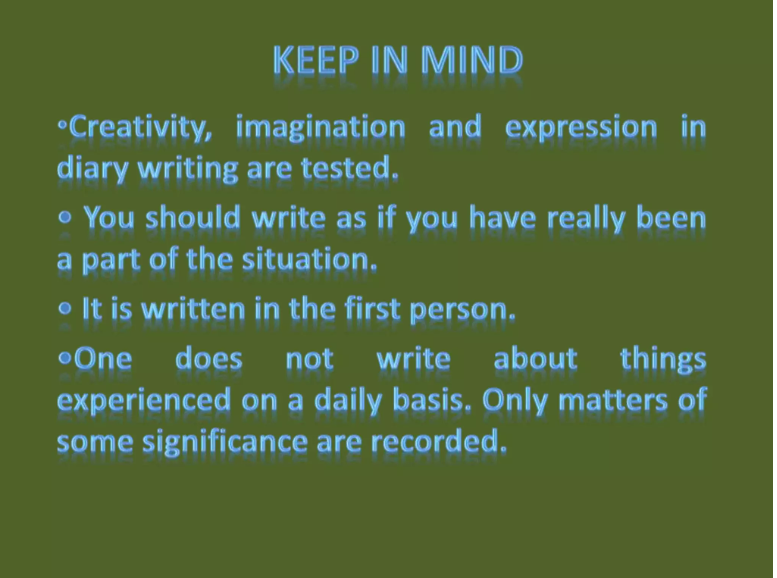 KEEP IN MIND
•Creativity, imagination and expression in
diary writing are tested.
• You should write as if you have really been
a part of the situation.
• It is written in the first person.
•One does not write about things
experienced on a daily basis. Only matters of
some significance are recorded.